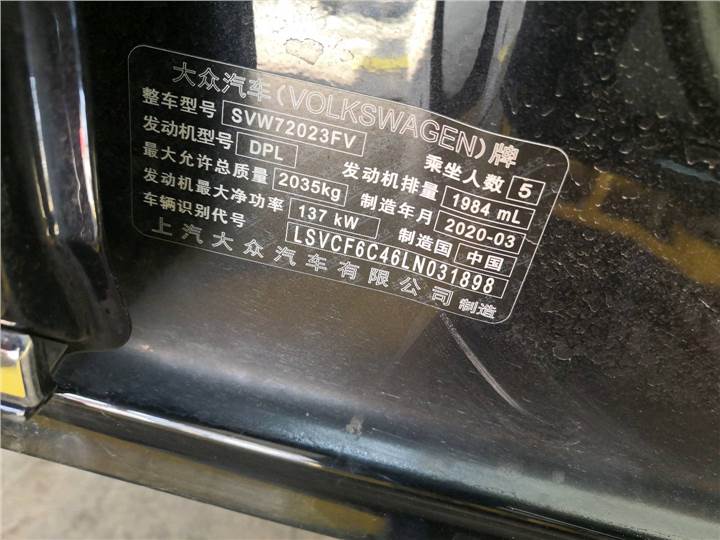 大众汽车(VOLKSWAGEN)牌
整车型号 SVW72023FV 乘坐人数 5
发动机型号 DPL 发动机排量 1984 mL
最大允许总质量 2035kg 制造年月 2020-03
发动机最大净功率 137 kW 制造国 中国
车辆识别代号 LSVCF6C46LN031898
上汽大众汽车有限公司 制造